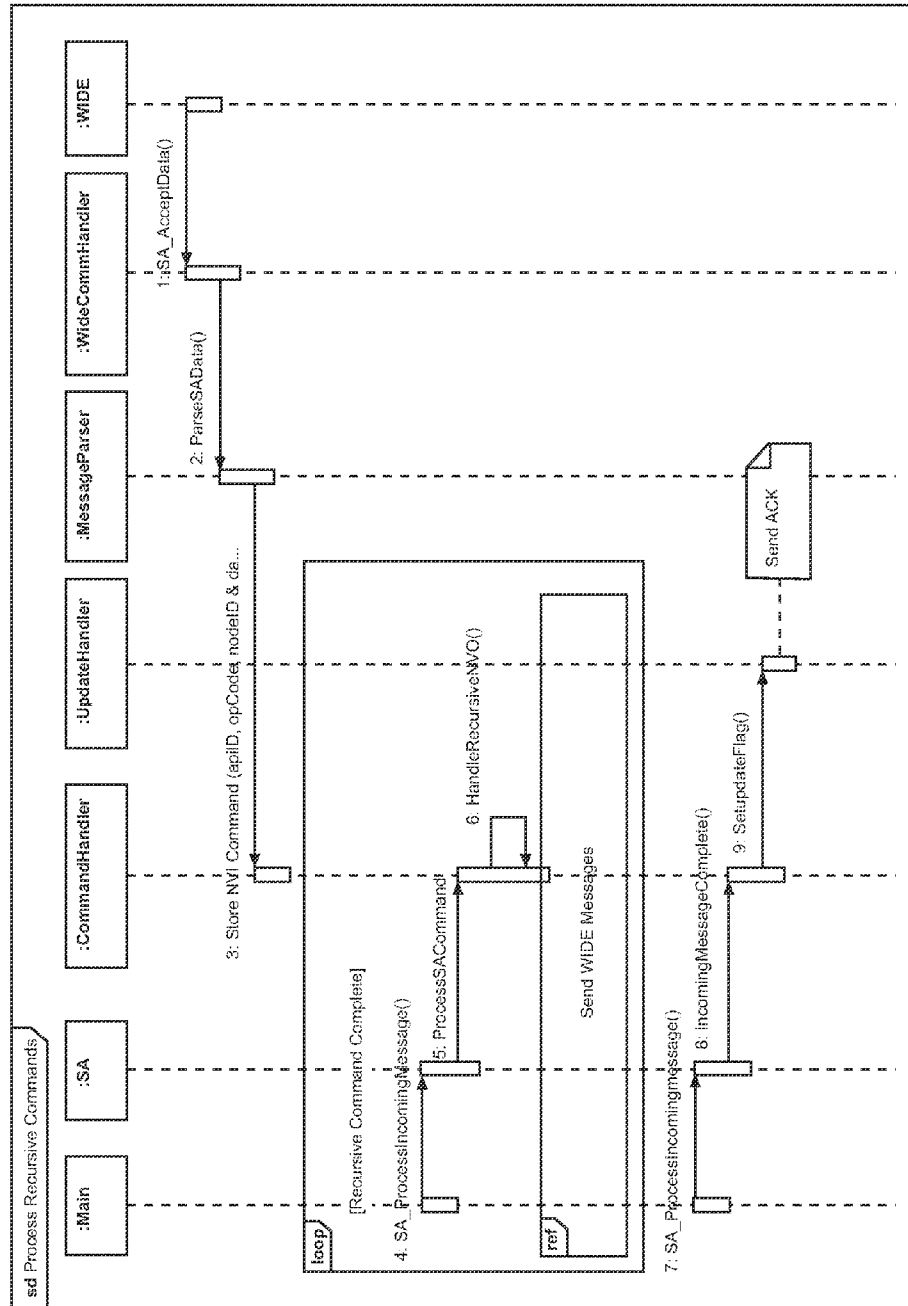 sd Process Recursive Commands
:Main
:SA
:CommandHandler
:UpdateHandler
:MessageParser
:WideCommHandler
:WIDE
1: SA_AcceptData()
2: ParseSAData()
3: Store NVI Command (apiID, opCode, nodeID & da...
loop
[Recursive Command Complete]
4: SA_ProcessIncomingMessage()
5: ProcessSACommand
6: HandleRecursiveNVO()
ref
Send WIDE Messages
7: SA_ProcessIncomingmessage()
8: IncomingMessageComplete()
9: SetupdateFlag()
Send ACK